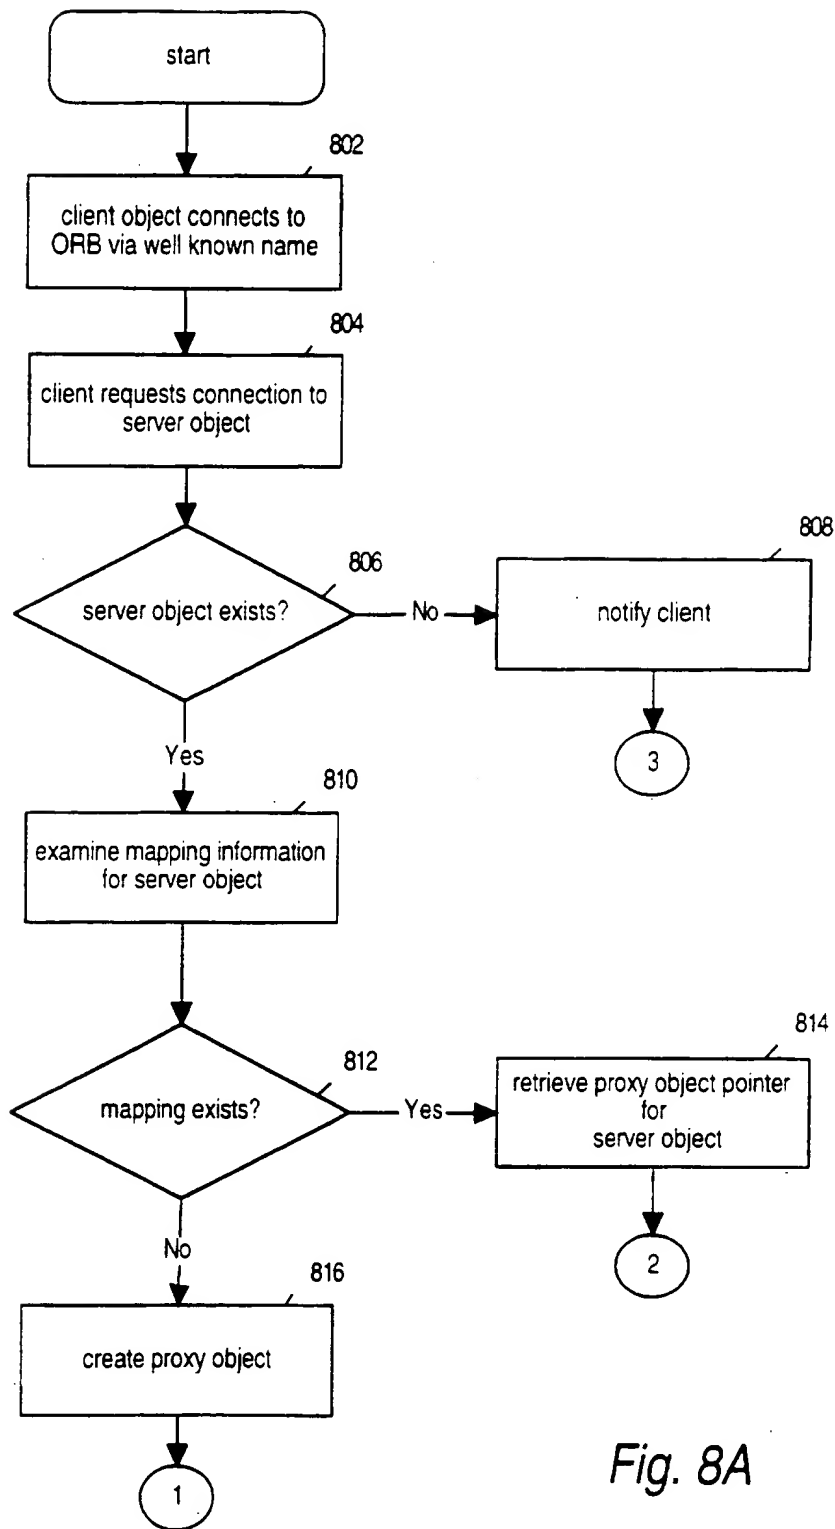 start
802
client object connects to
ORB via well known name
804
client requests connection to
server object
806
server object exists?
No
808
notify client
3
Yes
810
examine mapping information
for server object
812
mapping exists?
Yes
814
retrieve proxy object pointer
for
server object
2
No
816
create proxy object
1
Fig. 8A